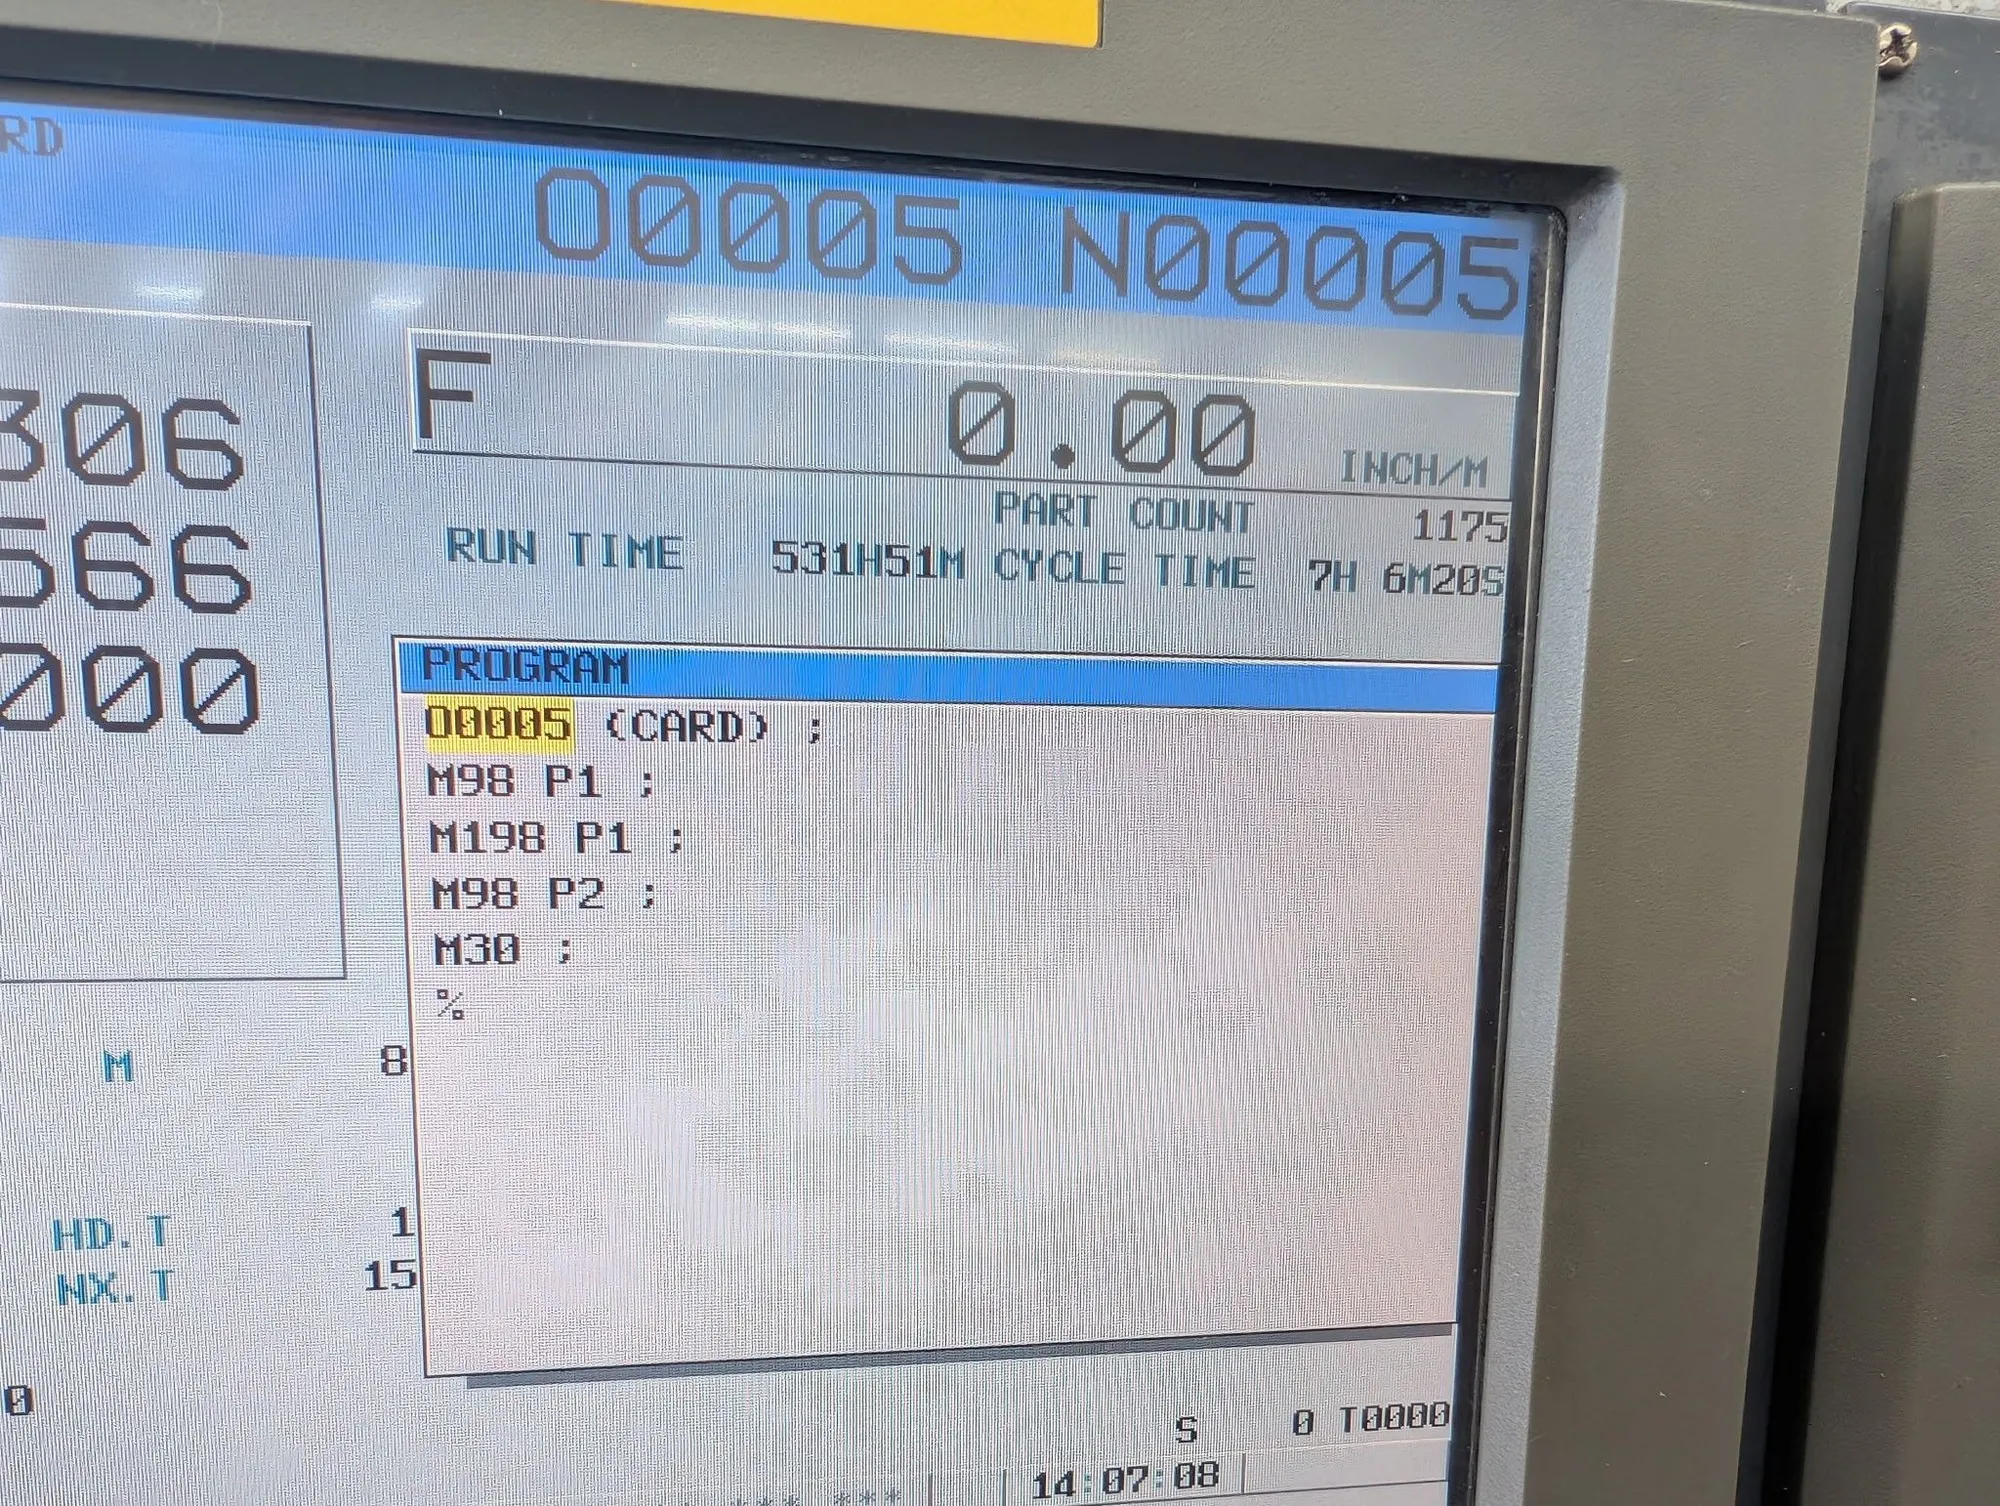 RD
O0005 N00005
F 0.00 INCH/M
306
566
000
PART COUNT 1175
RUN TIME 531H51M CYCLE TIME 7H 6M20S
PROGRAM
O0005 (CARD) ;
M98 P1 ;
M198 P1 ;
M98 P2 ;
M30 ;
%
M 8
HD.T 1
NX.T 15
0
S 0 T0000
*** ***
14:07:08